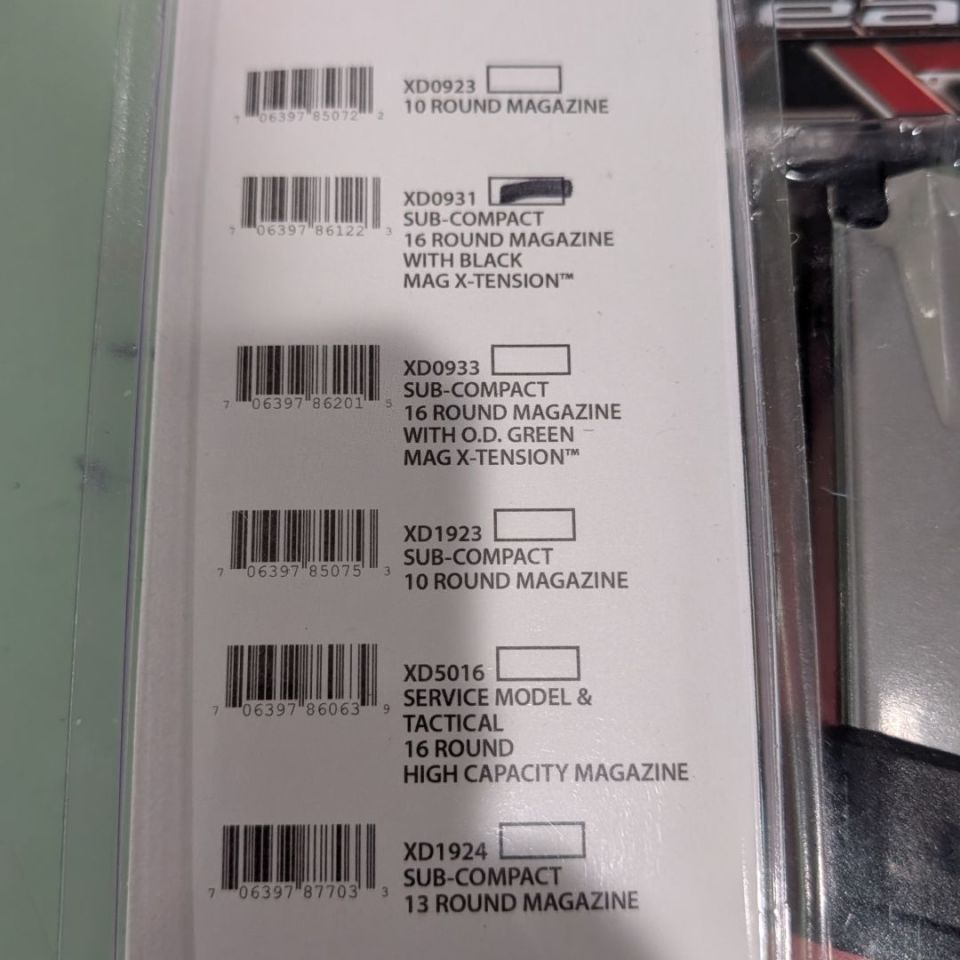 XD0923
10 ROUND MAGAZINE
7 06397 85072 2
XD0931
SUB-COMPACT
16 ROUND MAGAZINE
WITH BLACK
MAG X-TENSION™
7 06397 86122 3
XD0933
SUB-COMPACT
16 ROUND MAGAZINE
WITH O.D. GREEN
MAG X-TENSION™
7 06397 86201 5
XD1923
SUB-COMPACT
10 ROUND MAGAZINE
7 06397 85075 3
XD5016
SERVICE MODEL &
TACTICAL
16 ROUND
HIGH CAPACITY MAGAZINE
7 06397 86063 9
XD1924
SUB-COMPACT
13 ROUND MAGAZINE
7 06397 87703 3